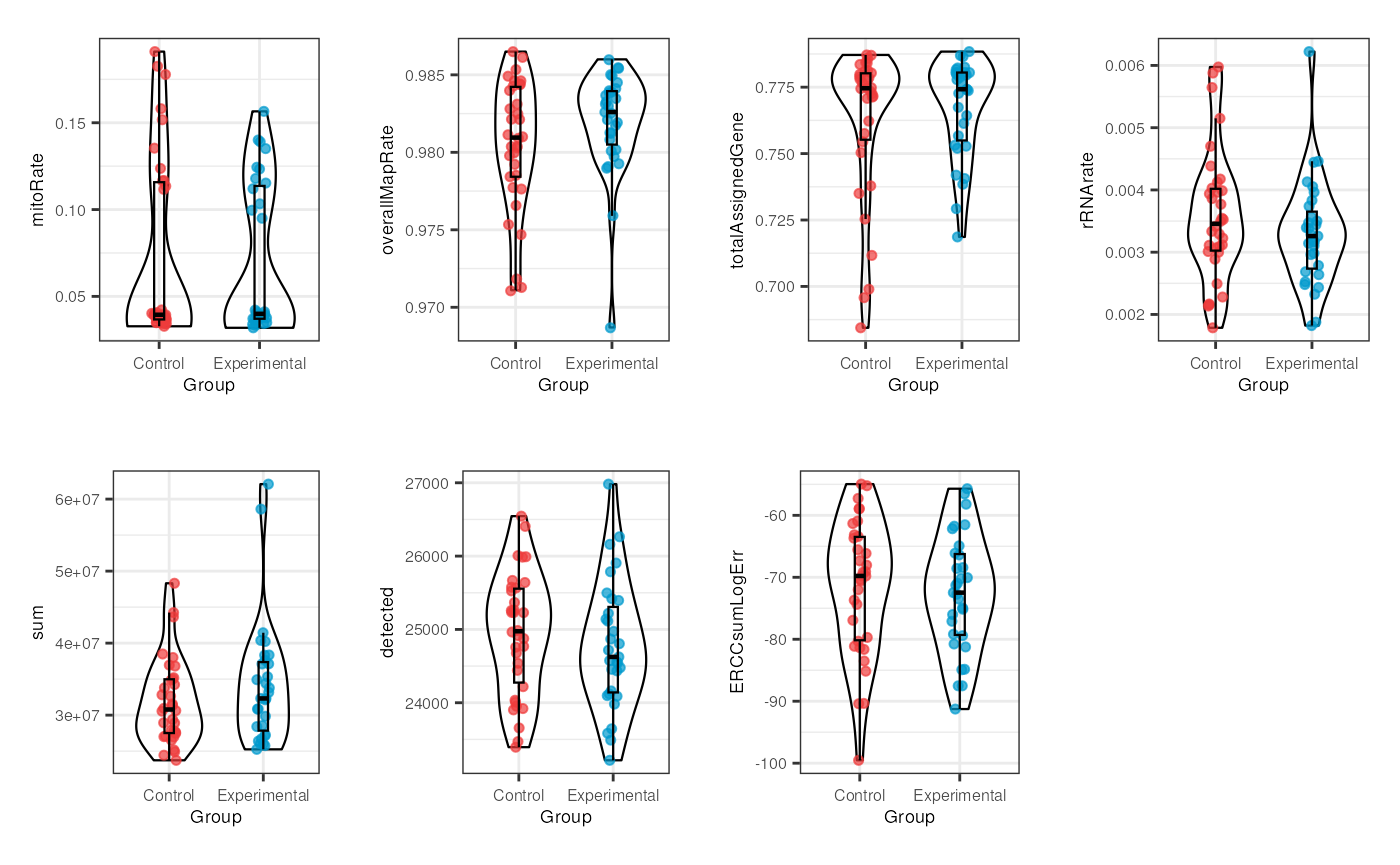 mitoRate
0.15
0.10
0.05
Control Experimental
Group
overallMapRate
0.985
0.980
0.975
0.970
Control Experimental
Group
totalAssignedGene
0.775
0.750
0.725
0.700
Control Experimental
Group
rRNArate
0.006
0.005
0.004
0.003
0.002
Control Experimental
Group
sum
6e+07
5e+07
4e+07
3e+07
Control Experimental
Group
detected
27000
26000
25000
24000
Control Experimental
Group
ERCCsumLogErr
-60
-70
-80
-90
-100
Control Experimental
Group